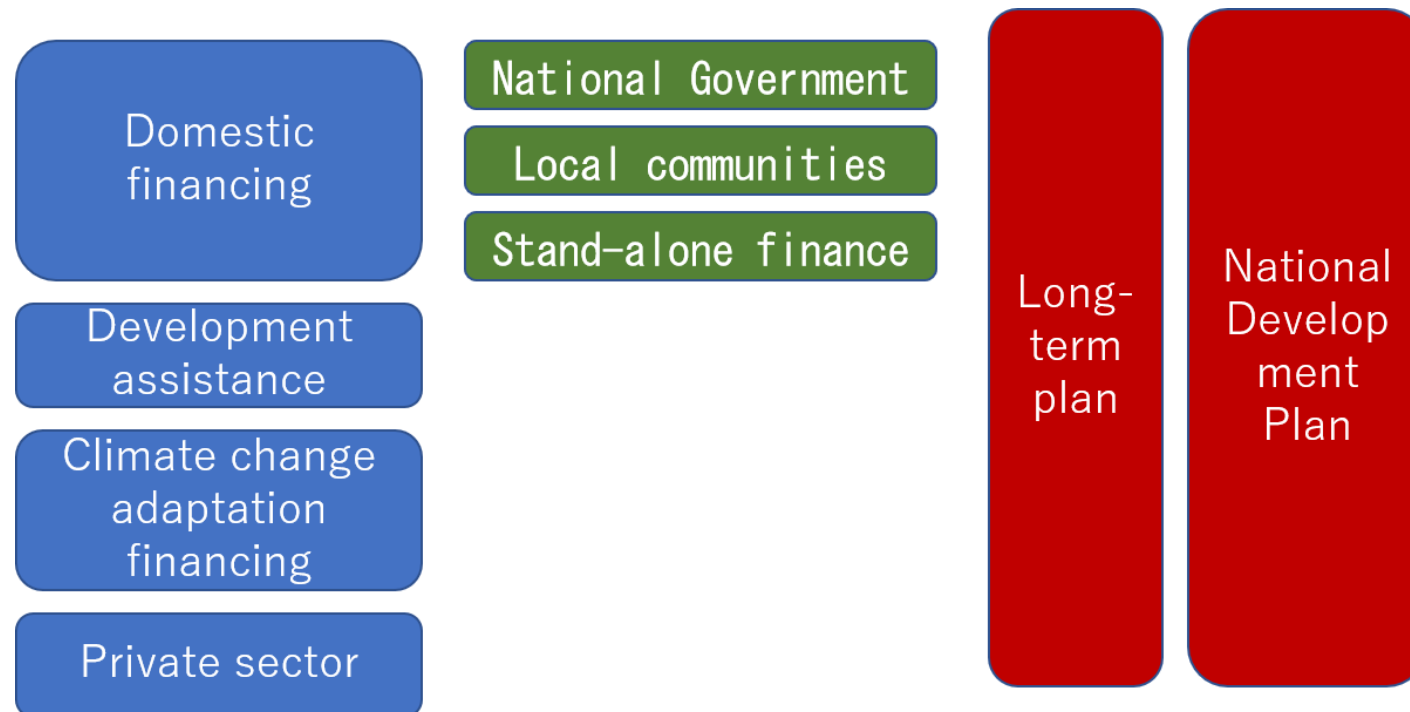 Domestic
financing
National Government
Local communities
Stand-alone finance
Development
assistance
Climate change
adaptation
financing
Private sector
Long-
term
plan
National
Develop
ment
Plan